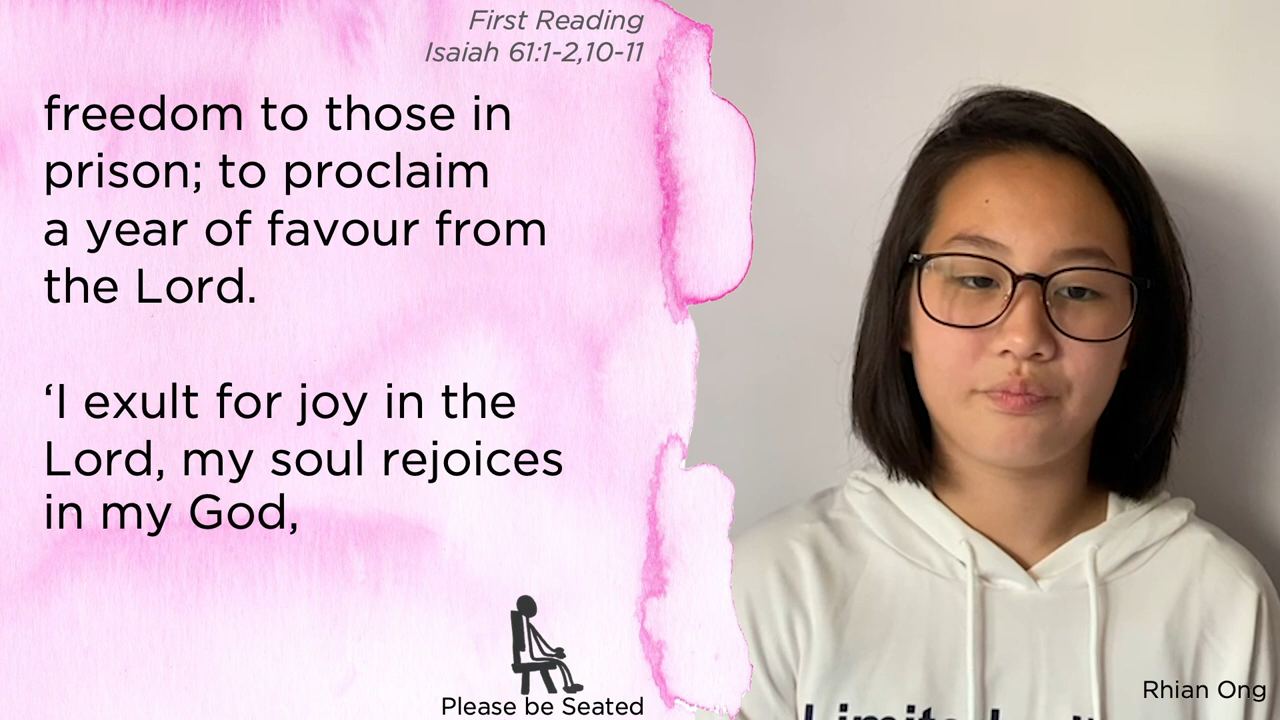 First Reading
Isaiah 61:1-2,10-11
freedom to those in
prison; to proclaim
a year of favour from
the Lord.
‘I exult for joy in the
Lord, my soul rejoices
in my God,
Please be Seated
Rhian Ong